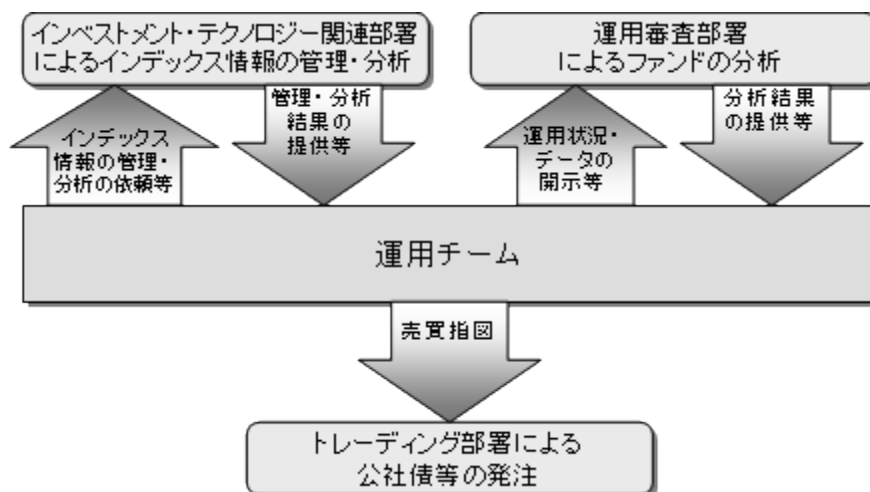 インベストメント・テクノロジー関連部署
によるインデックス情報の管理・分析
運用審査部署
によるファンドの分析
インデックス
情報の管理・
分析の依頼等
管理・分析
結果の
提供等
運用状況・
データの
開示等
分析結果
の提供等
運用チーム
売買指図
トレーディング部署による
公社債等の発注